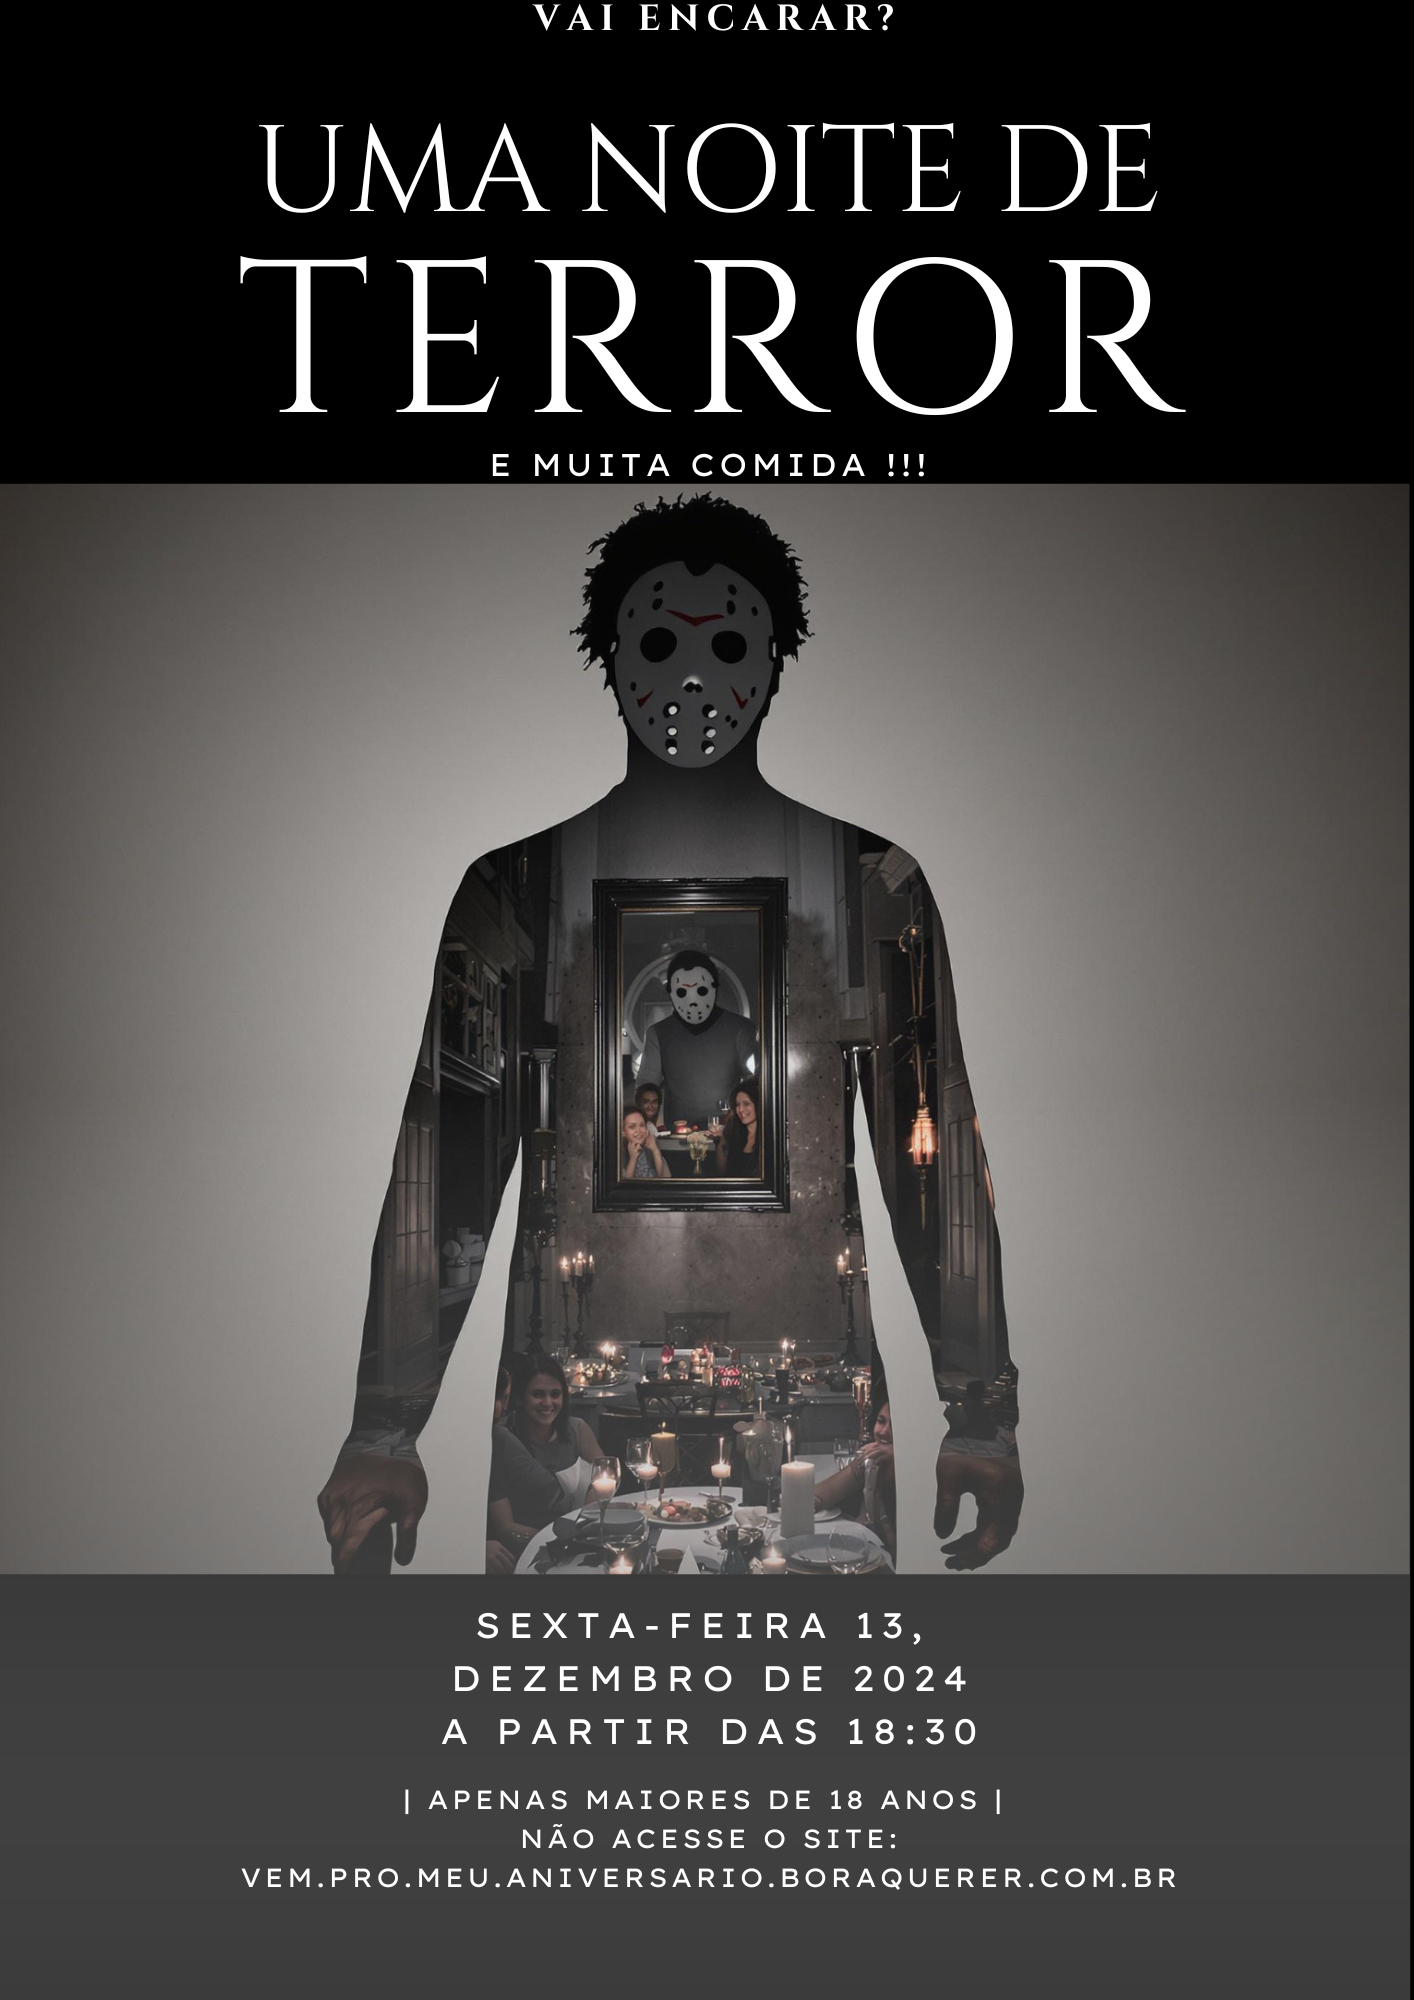 VAI ENCARAR?
UMA NOITE DE
TERROR
E MUITA COMIDA !!!
SEXTA-FEIRA 13,
DEZEMBRO DE 2024
A PARTIR DAS 18:30
| APENAS MAIORES DE 18 ANOS |
NÃO ACESSE O SITE:
VEM.PRO.MEU.ANIVERSARIO.BORAQUERER.COM.BR